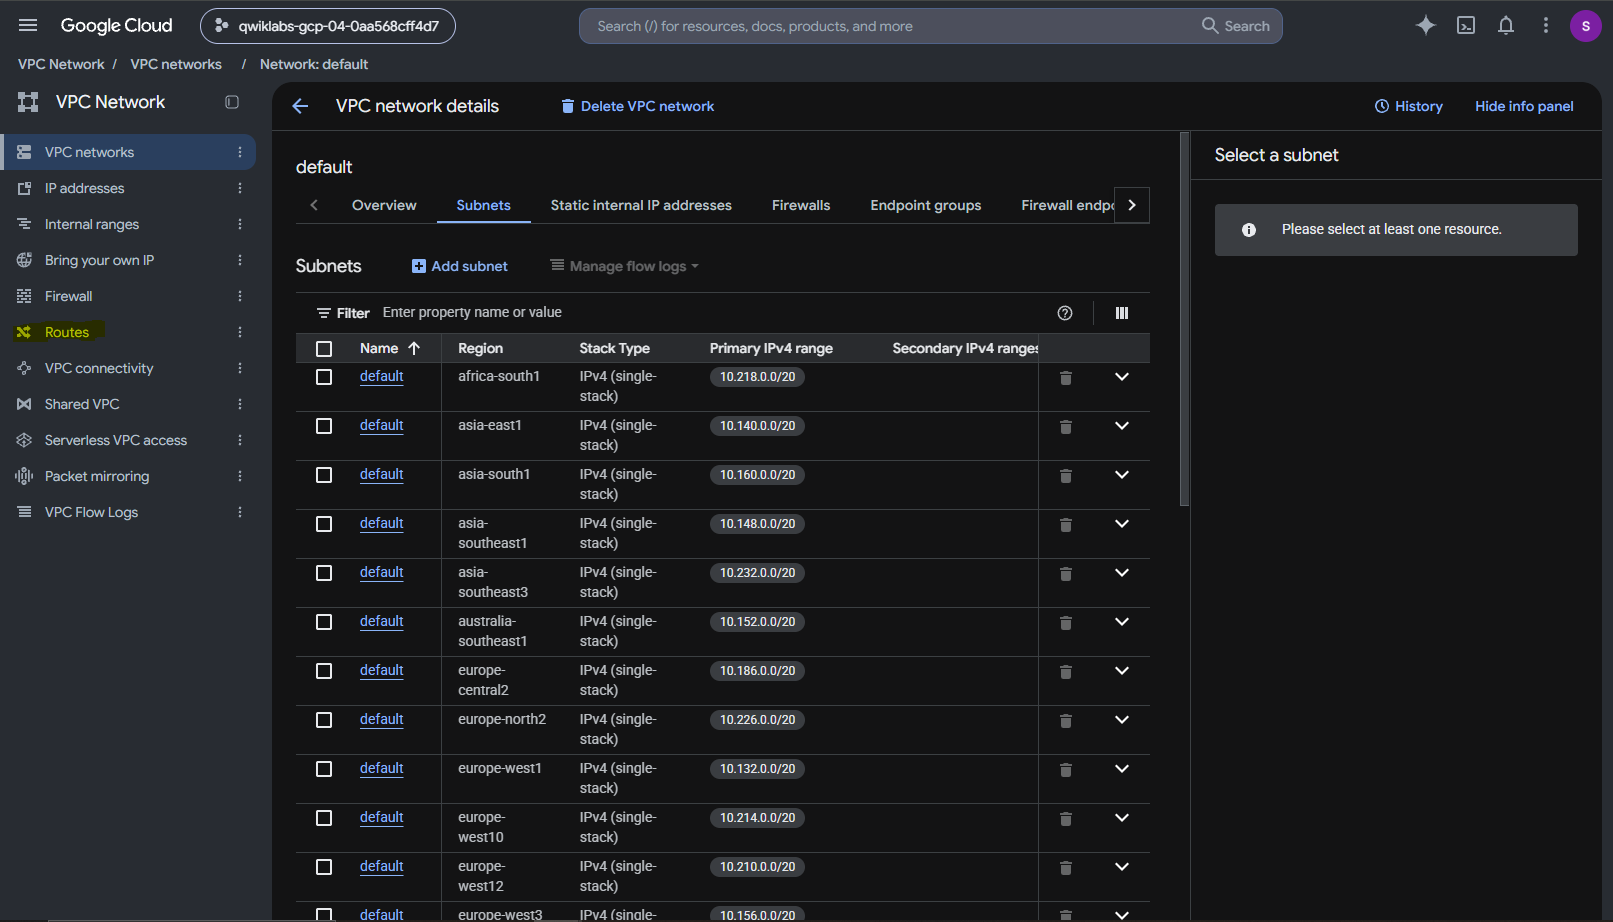 Google Cloud
qwiklabs-gcp-04-0aa568cff4d7
Search (/) for resources, docs, products, and more
Search
S
VPC Network / VPC networks / Network: default
VPC Network
VPC network details
Delete VPC network
History
Hide info panel
VPC networks
IP addresses
Internal ranges
Bring your own IP
Firewall
Routes
VPC connectivity
Shared VPC
Serverless VPC access
Packet mirroring
VPC Flow Logs
default
Overview
Subnets
Static internal IP addresses
Firewalls
Endpoint groups
Firewall endpo
Subnets
Add subnet
Manage flow logs
Filter Enter property name or value
Name Region Stack Type Primary IPv4 range Secondary IPv4 ranges
default africa-south1 IPv4 (single-
stack) 10.218.0.0/20
default asia-east1 IPv4 (single-
stack) 10.140.0.0/20
default asia-south1 IPv4 (single-
stack) 10.160.0.0/20
default asia-
southeast1 IPv4 (single-
stack) 10.148.0.0/20
default asia-
southeast3 IPv4 (single-
stack) 10.232.0.0/20
default australia-
southeast1 IPv4 (single-
stack) 10.152.0.0/20
default europe-
central2 IPv4 (single-
stack) 10.186.0.0/20
default europe-north2 IPv4 (single-
stack) 10.226.0.0/20
default europe-west1 IPv4 (single-
stack) 10.132.0.0/20
default europe-
west10 IPv4 (single-
stack) 10.214.0.0/20
default europe-
west12 IPv4 (single-
stack) 10.210.0.0/20
default europe-west3 IPv4 (single- 10.156.0.0/20
Select a subnet
Please select at least one resource.